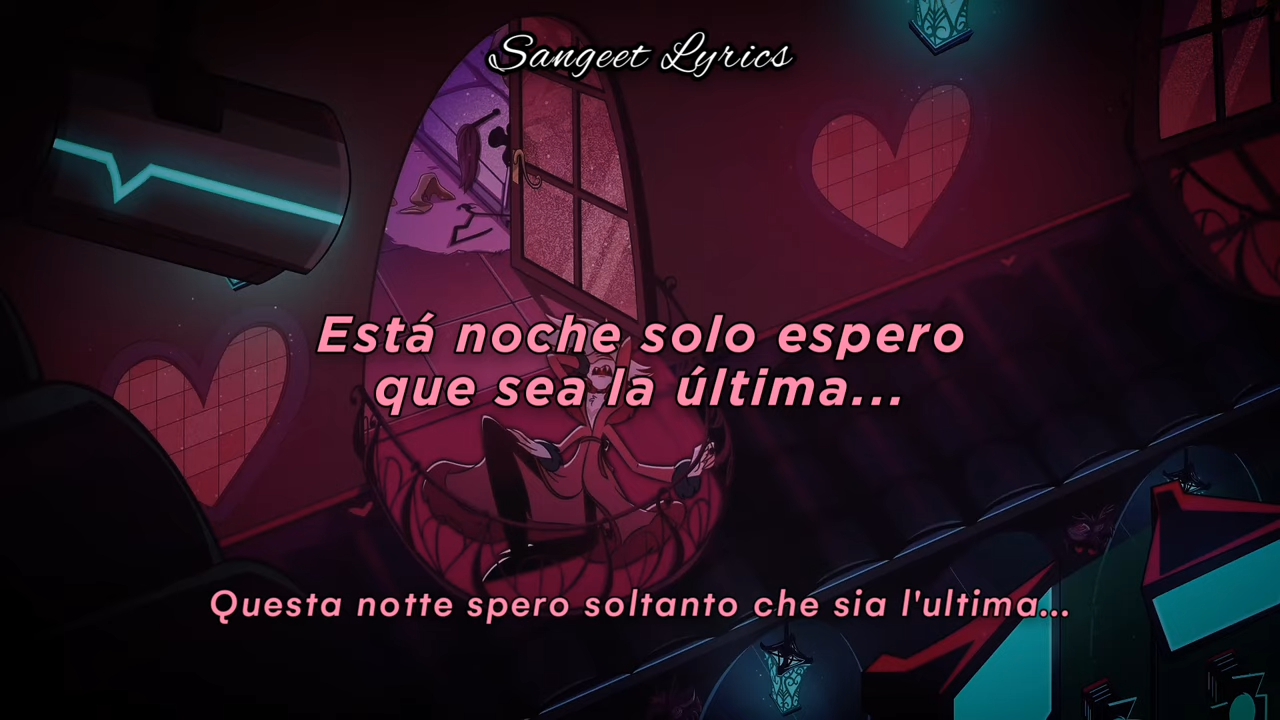 Sangeet Lyrics
Está noche solo espero
que sea la última...
Questa notte spero soltanto che sia l'ultima...